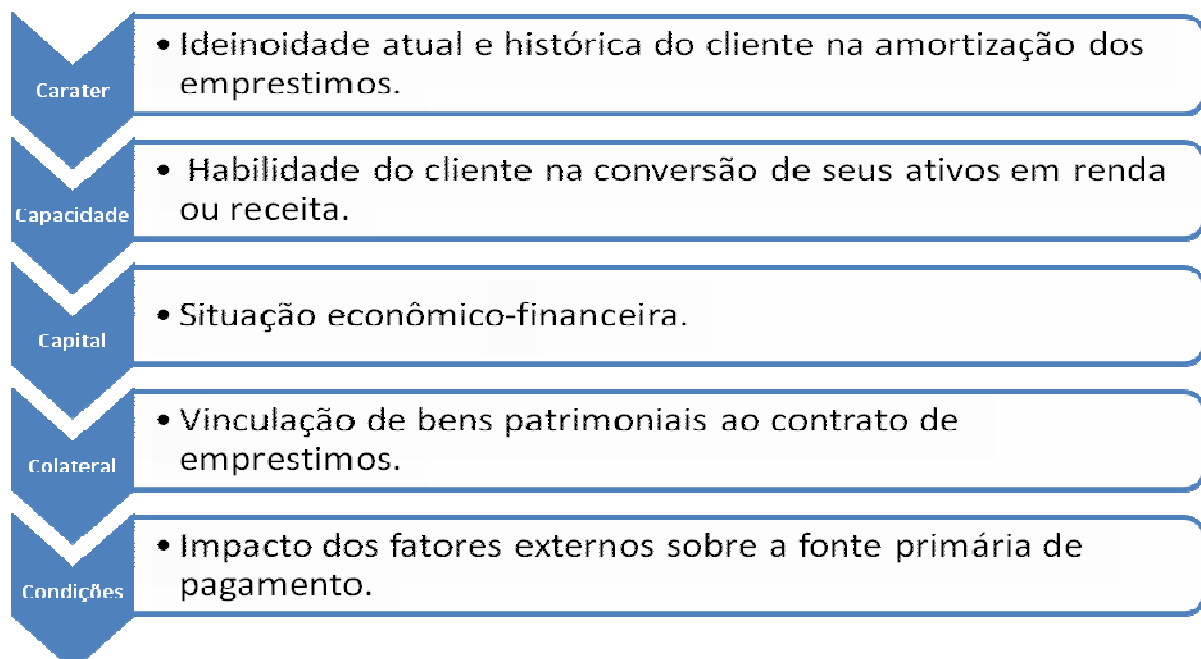 Carater
• Ideinoidade atual e histórica do cliente na amortização dos
emprestimos.
Capacidade
• Habilidade do cliente na conversão de seus ativos em renda
ou receita.
Capital
• Situação econômico-financeira.
Colateral
• Vinculação de bens patrimoniais ao contrato de
emprestimos.
Condições
• Impacto dos fatores externos sobre a fonte primária de
pagamento.